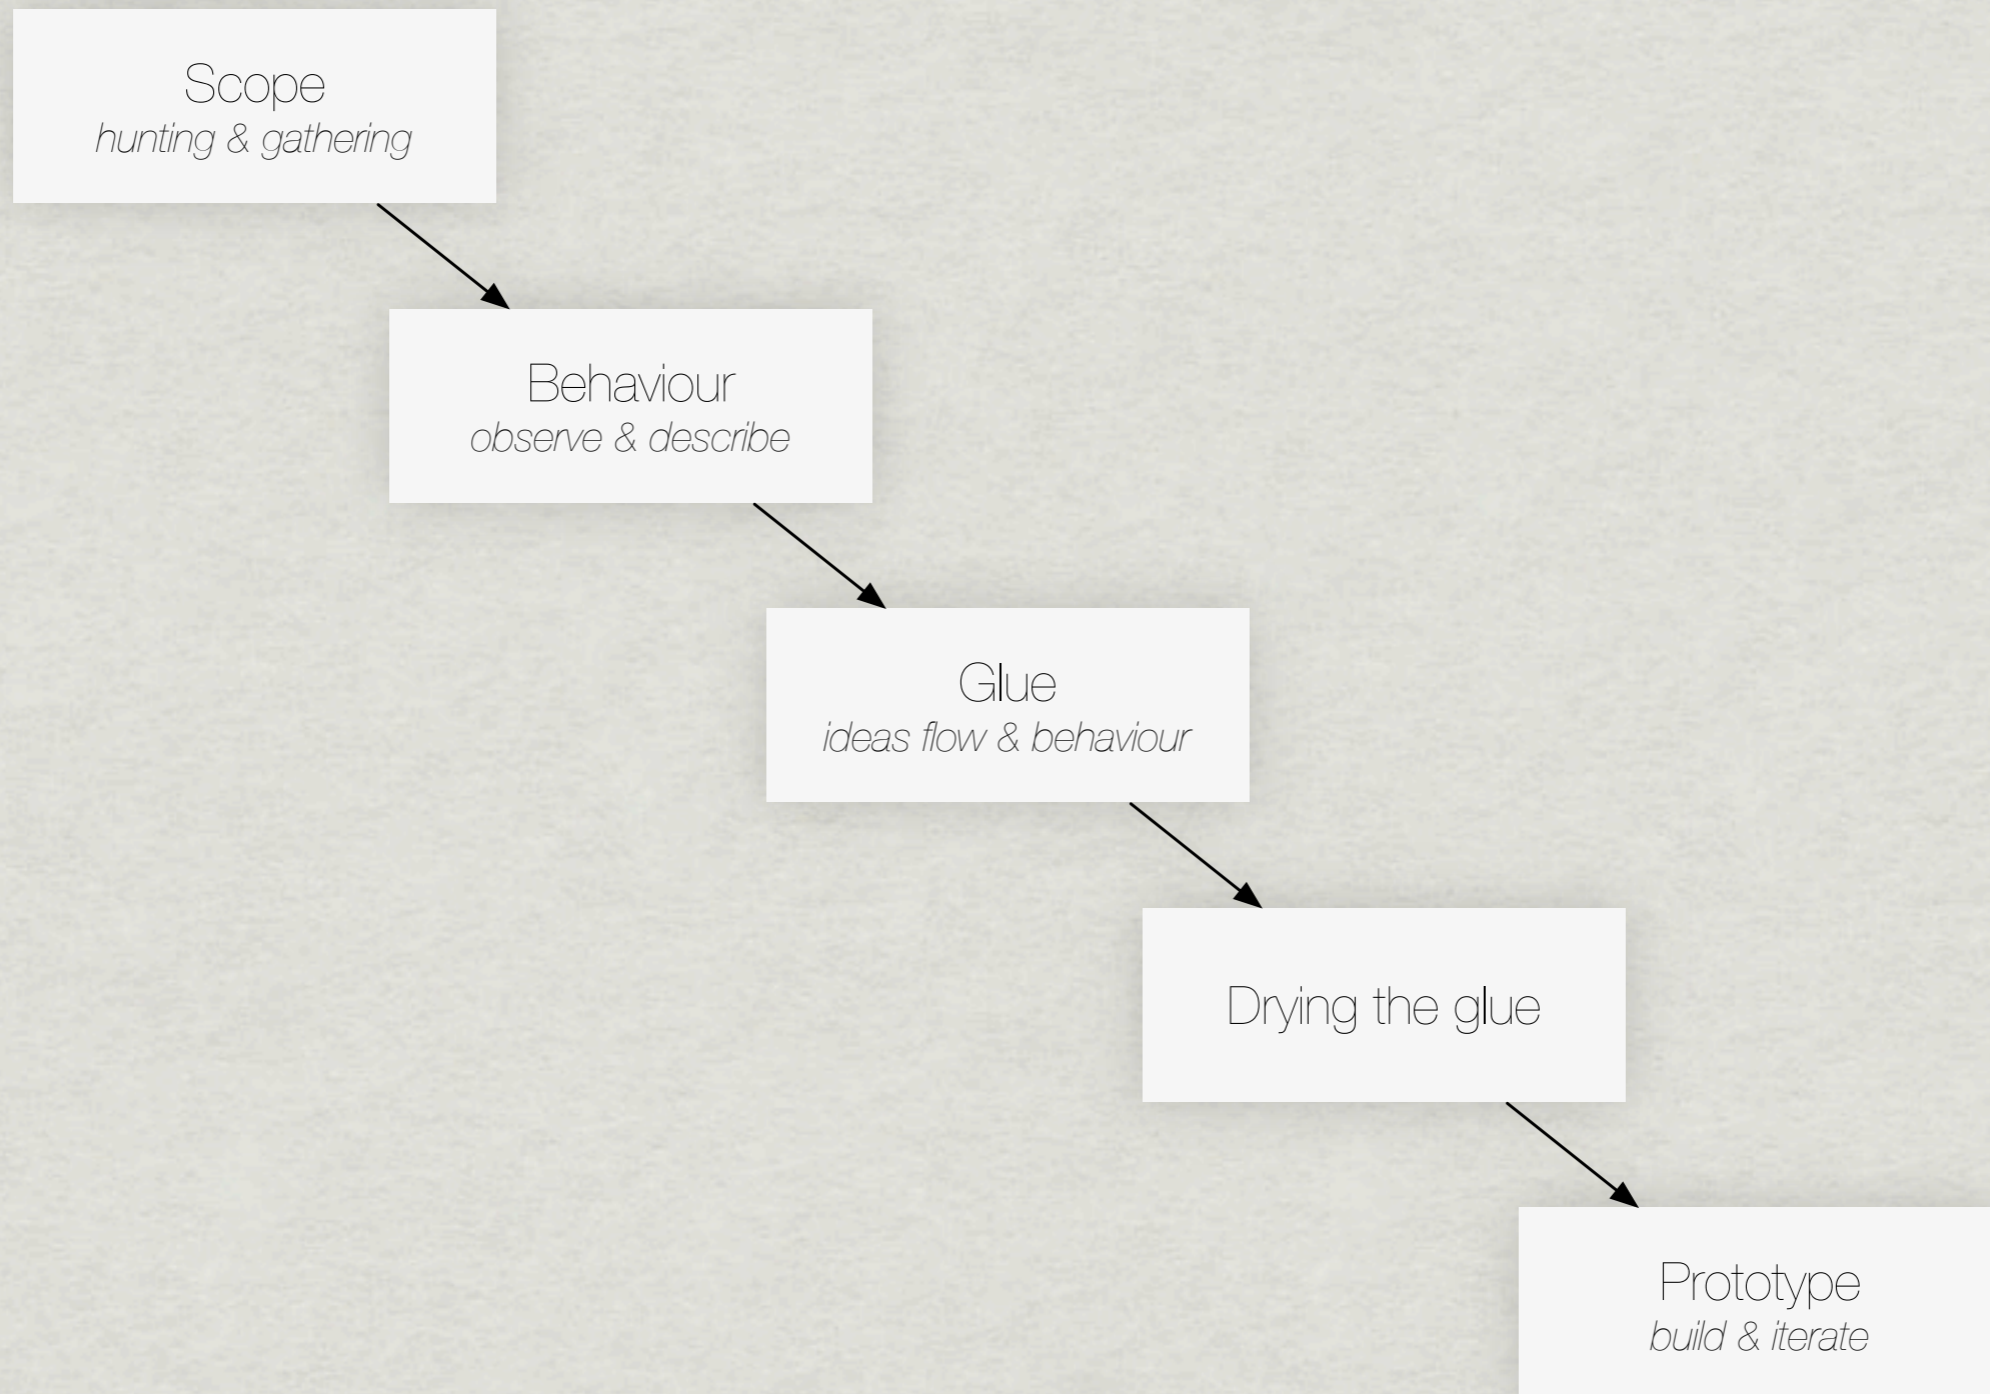 Scope
hunting & gathering
Behaviour
observe & describe
Glue
ideas flow & behaviour
Drying the glue
Prototype
build & iterate